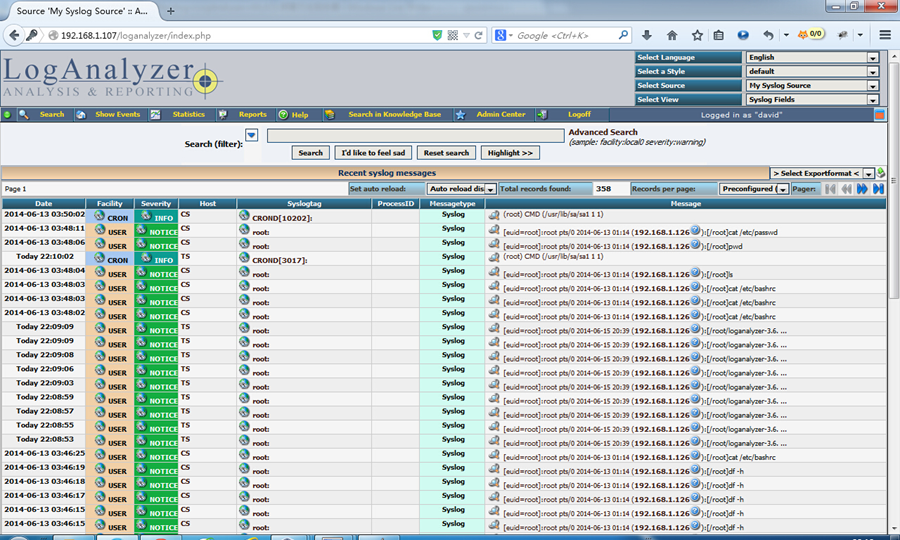 Source 'My Syslog Source' :: A...
192.168.1.107/loganalyzer/index.php
Google <Ctrl+K>
0/0
LogAnalyzer
ANALYSIS & REPORTING
Select Language English
Select a Style default
Select Source My Syslog Source
Select View Syslog Fields
Search Show Events Statistics Reports Help Search in Knowledge Base Admin Center Logoff Logged in as "david"
Search (filter): Advanced Search
(sample: facility:local0 severity:warning)
Search I'd like to feel sad Reset search Highlight >>
Recent syslog messages > Select Exportformat <
Page 1 Set auto reload: Auto reload dis Total records found: 358 Records per page: Preconfigured ( Pager:
Date Facility Severity Host Syslogtag ProcessID Messagetype Message
2014-06-13 03:50:02 CRON INFO CS CROND[10202]: Syslog (root) CMD (/usr/lib/sa/sa1 1 1)
2014-06-13 03:48:11 USER NOTICE CS root: Syslog [euid=root]:root pts/0 2014-06-13 01:14 (192.168.1.126):[/root]cat /etc/passwd
2014-06-13 03:48:06 USER NOTICE CS root: Syslog [euid=root]:root pts/0 2014-06-13 01:14 (192.168.1.126):[/root]pwd
Today 22:10:02 CRON INFO TS CROND[3017]: Syslog (root) CMD (/usr/lib/sa/sa1 1 1)
2014-06-13 03:48:04 USER NOTICE CS root: Syslog [euid=root]:root pts/0 2014-06-13 01:14 (192.168.1.126):[/root]ls
2014-06-13 03:48:03 USER NOTICE CS root: Syslog [euid=root]:root pts/0 2014-06-13 01:14 (192.168.1.126):[/root]cat /etc/bashrc
2014-06-13 03:48:03 USER NOTICE CS root: Syslog [euid=root]:root pts/0 2014-06-13 01:14 (192.168.1.126):[/root]cat /etc/bashrc
2014-06-13 03:48:02 USER NOTICE CS root: Syslog [euid=root]:root pts/0 2014-06-13 01:14 (192.168.1.126):[/root]cat /etc/bashrc
Today 22:09:09 USER NOTICE TS root: Syslog [euid=root]:root pts/0 2014-06-15 20:39 (192.168.1.126):[/root/loganalyzer-3.6. ...
Today 22:09:09 USER NOTICE TS root: Syslog [euid=root]:root pts/0 2014-06-15 20:39 (192.168.1.126):[/root/loganalyzer-3.6. ...
Today 22:09:08 USER NOTICE TS root: Syslog [euid=root]:root pts/0 2014-06-15 20:39 (192.168.1.126):[/root/loganalyzer-3.6. ...
Today 22:09:06 USER NOTICE TS root: Syslog [euid=root]:root pts/0 2014-06-15 20:39 (192.168.1.126):[/root/loganalyzer-3.6. ...
Today 22:09:03 USER NOTICE TS root: Syslog [euid=root]:root pts/0 2014-06-15 20:39 (192.168.1.126):[/root/loganalyzer-3.6. ...
Today 22:08:59 USER NOTICE TS root: Syslog [euid=root]:root pts/0 2014-06-15 20:39 (192.168.1.126):[/root/loganalyzer-3.6. ...
Today 22:08:57 USER NOTICE TS root: Syslog [euid=root]:root pts/0 2014-06-15 20:39 (192.168.1.126):[/root/loganalyzer-3.6. ...
Today 22:08:55 USER NOTICE TS root: Syslog [euid=root]:root pts/0 2014-06-15 20:39 (192.168.1.126):[/root/loganalyzer-3.6. ...
Today 22:08:53 USER NOTICE TS root: Syslog [euid=root]:root pts/0 2014-06-15 20:39 (192.168.1.126):[/root/loganalyzer-3.6. ...
2014-06-13 03:46:25 USER NOTICE CS root: Syslog [euid=root]:root pts/0 2014-06-13 01:14 (192.168.1.126):[/root]cat /etc/bashrc
2014-06-13 03:46:18 USER NOTICE CS root: Syslog [euid=root]:root pts/0 2014-06-13 01:14 (192.168.1.126):[/root]df -h
2014-06-13 03:46:17 USER NOTICE CS root: Syslog [euid=root]:root pts/0 2014-06-13 01:14 (192.168.1.126):[/root]df -h
2014-06-13 03:46:16 USER NOTICE CS root: Syslog [euid=root]:root pts/0 2014-06-13 01:14 (192.168.1.126):[/root]df -h
2014-06-13 03:46:15 USER NOTICE CS root: Syslog [euid=root]:root pts/0 2014-06-13 01:14 (192.168.1.126):[/root]df -h
2014-06-13 03:46:15 USER NOTICE CS root: Syslog [euid=root]:root pts/0 2014-06-13 01:14 (192.168.1.126):[/root]df -h